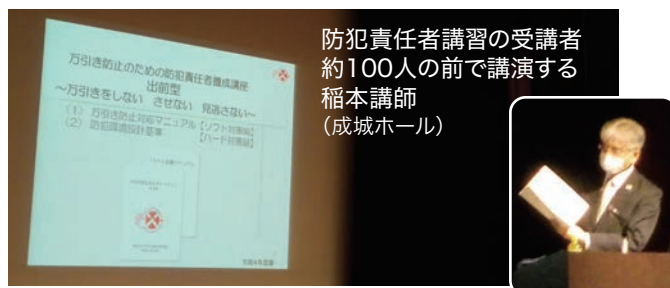 万引き防止のための防犯責任者養成講座
出前型
～万引きをしない させない 見逃さない～
(1) 万引き防止対応マニュアル【ソフト対策編】
(2) 防犯環境設計基準【ハード対策編】
防犯責任者講習の受講者
約100人の前で講演する
稲本講師
（成城ホール）